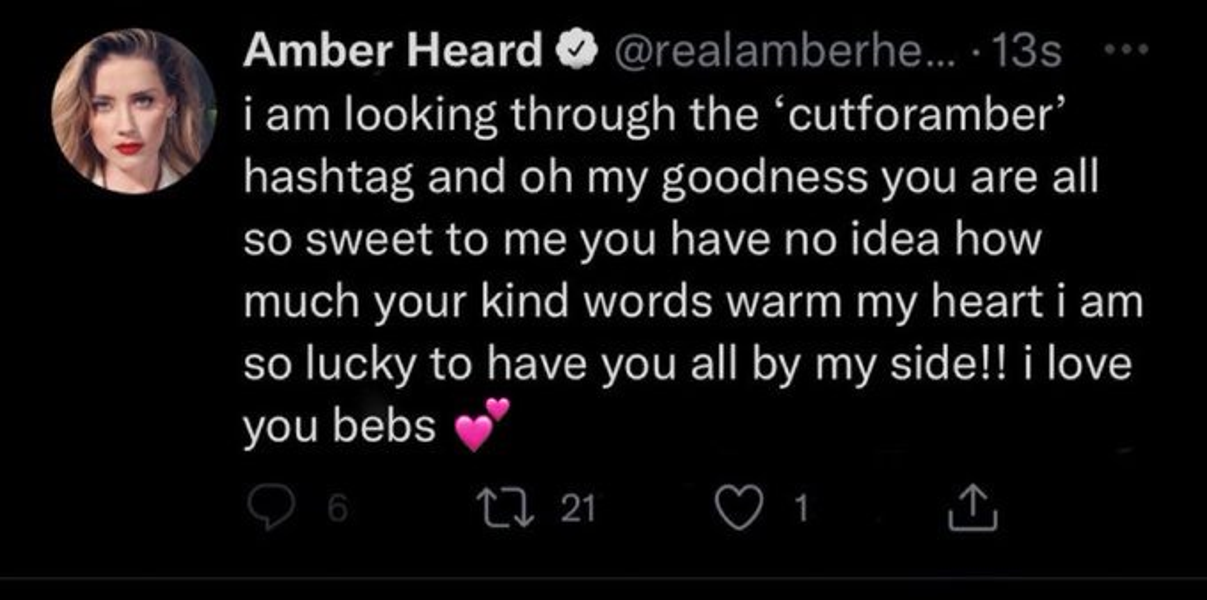 Amber Heard @realamberhe... · 13s
i am looking through the ‘cutforamber’
hashtag and oh my goodness you are all
so sweet to me you have no idea how
much your kind words warm my heart i am
so lucky to have you all by my side!! i love
you bebs 💕
6 21 1